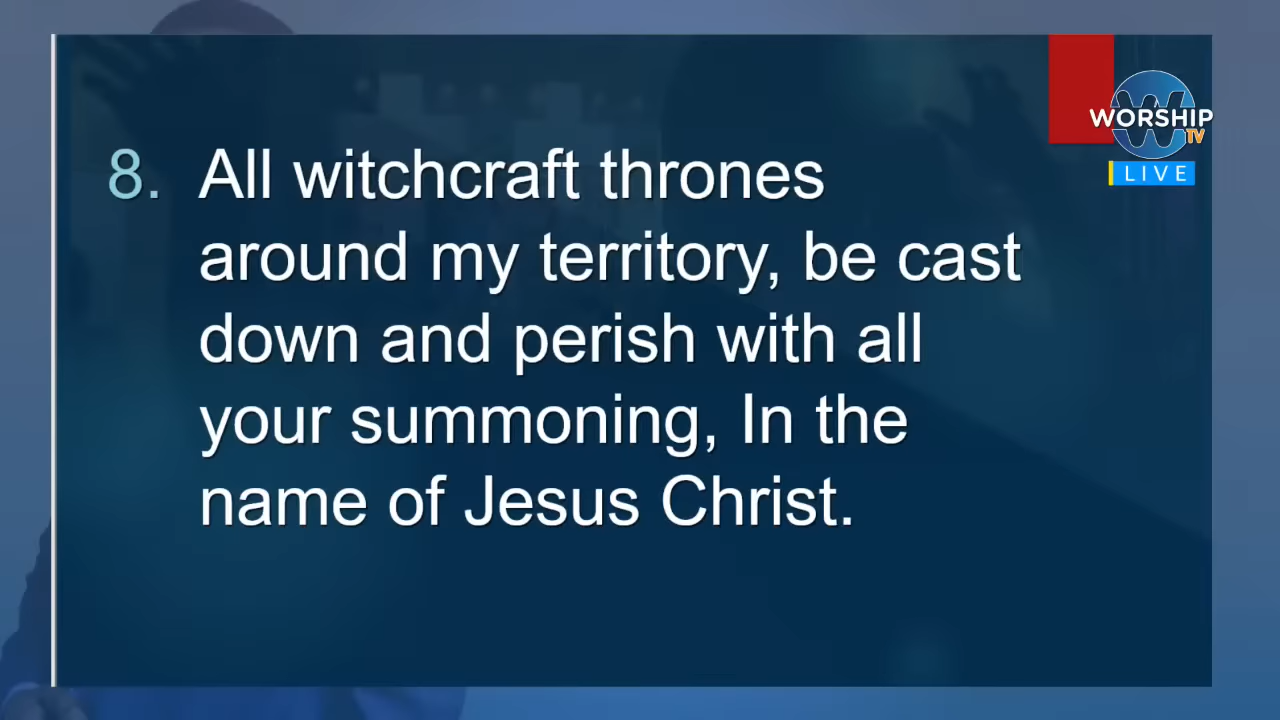 8. All witchcraft thrones
around my territory, be cast
down and perish with all
your summoning, In the
name of Jesus Christ.
W
WORSHIP
TV
LIVE